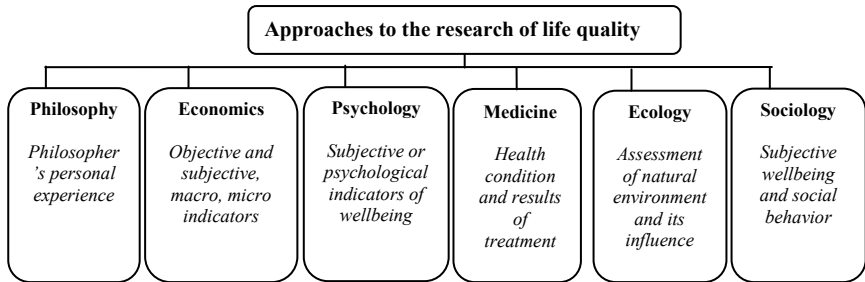 Approaches to the research of life quality
Philosophy
Philosopher
's personal
experience
Economics
Objective and
subjective,
macro, micro
indicators
Psychology
Subjective or
psychological
indicators of
wellbeing
Medicine
Health
condition
and results
of
treatment
Ecology
Assessment
of natural
environment
and its
influence
Sociology
Subjective
wellbeing
and social
behavior